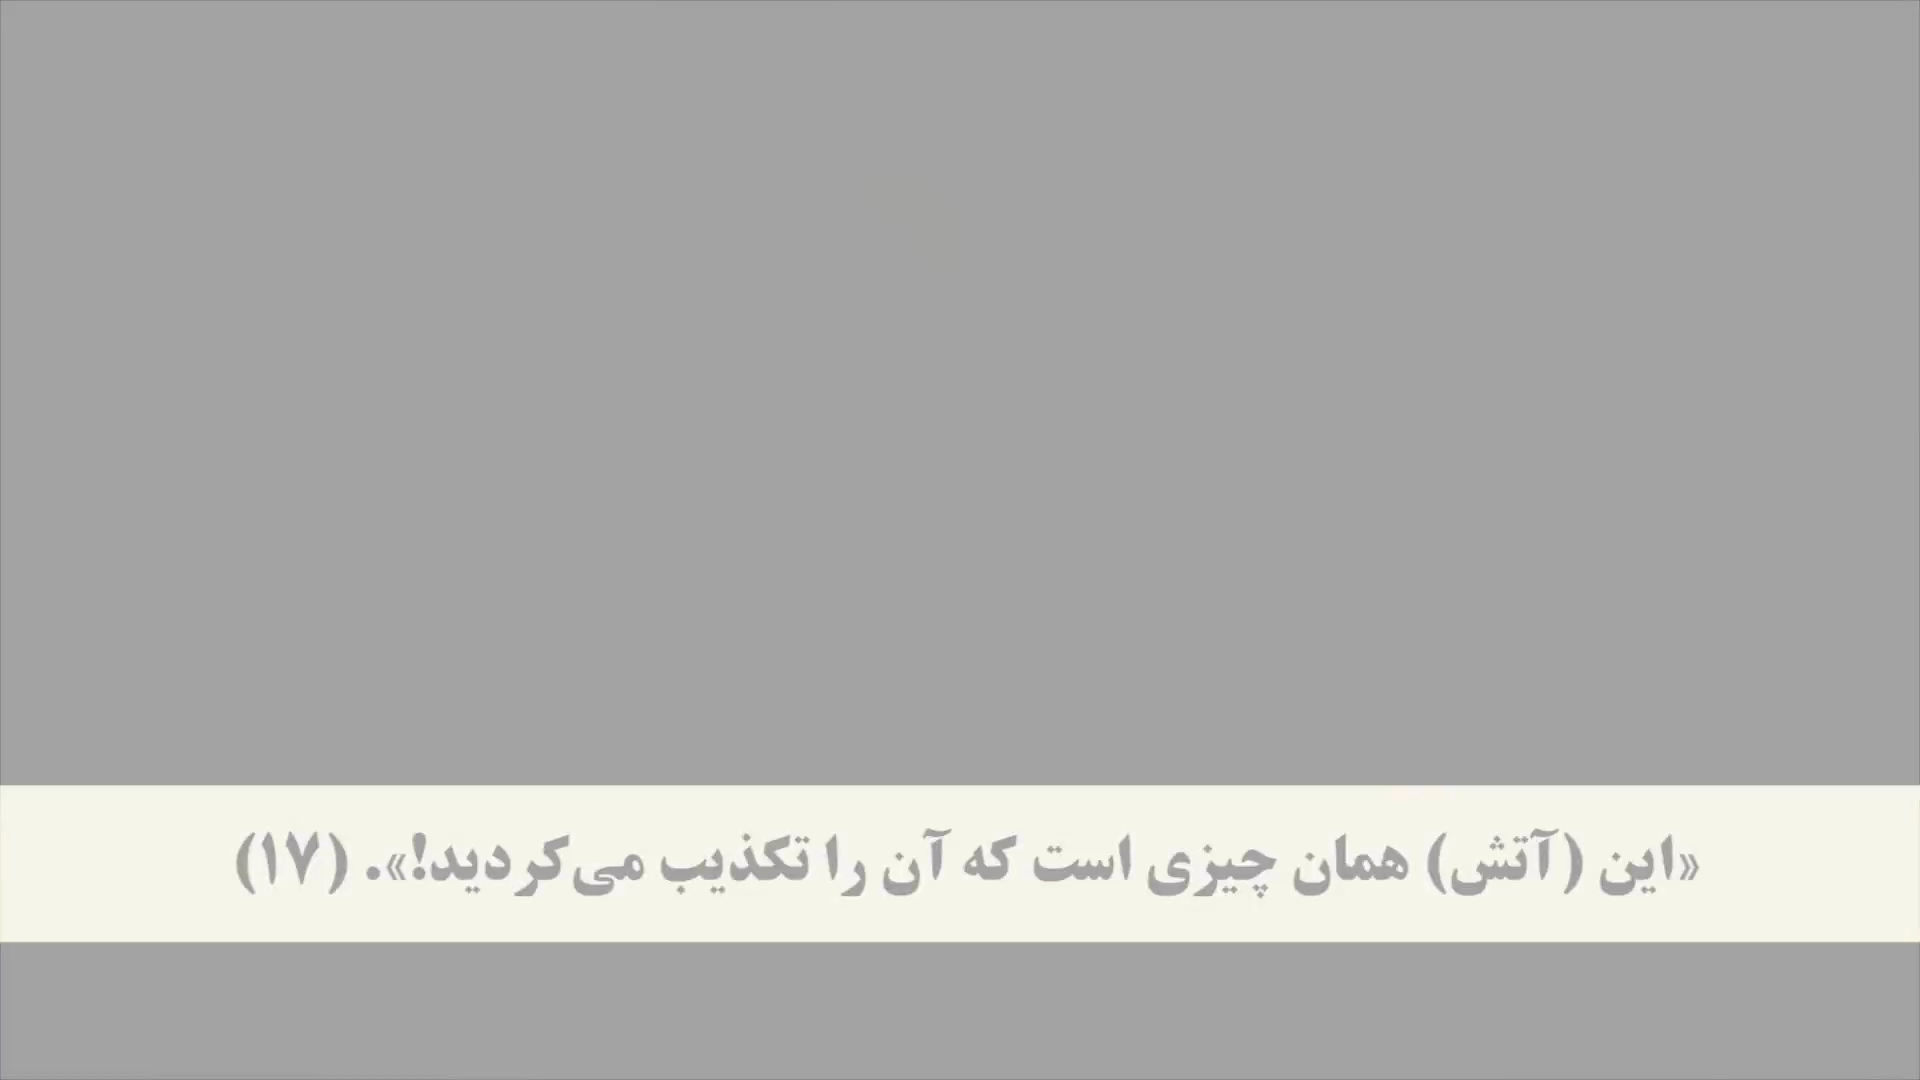 «این (آتش) همان چیزی است که آن را تکذیب می‌کردید!». (۱۷)